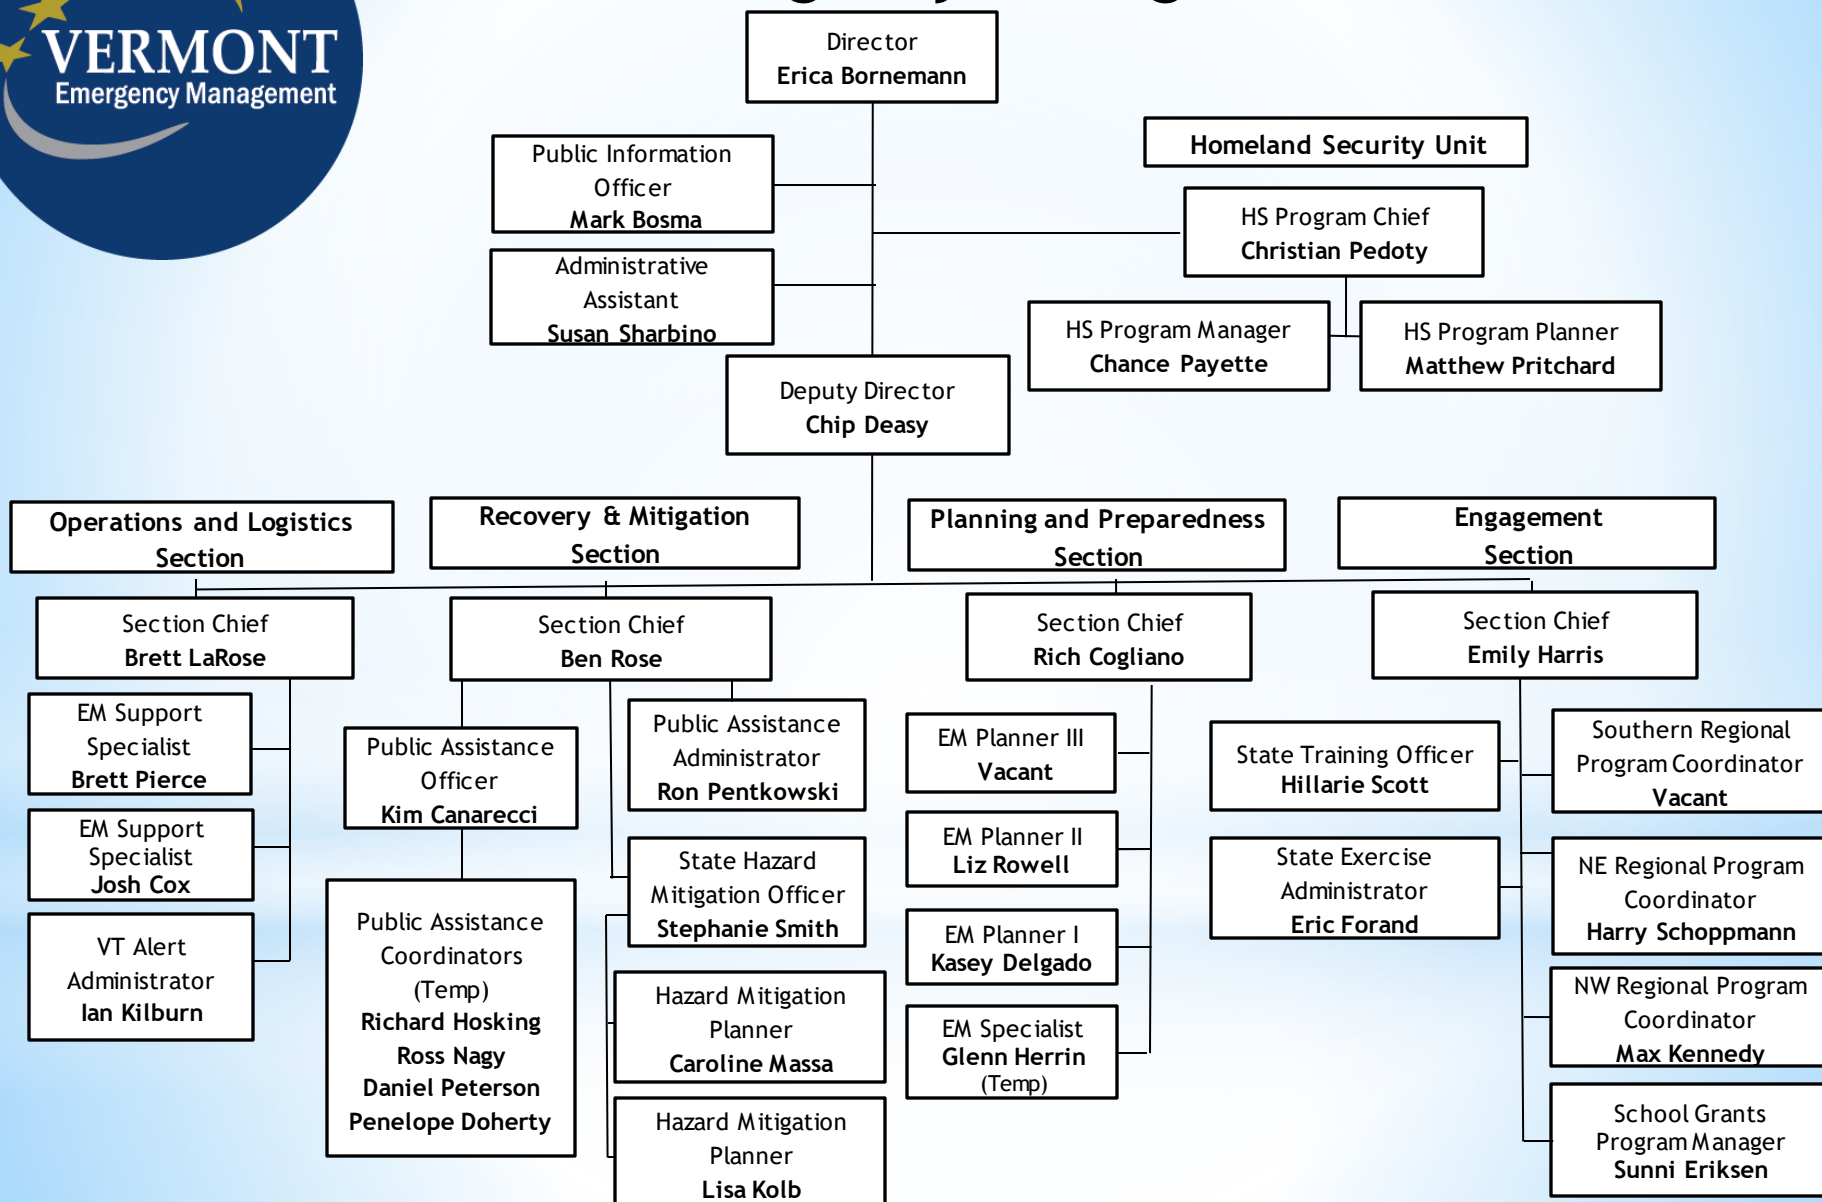 VERMONT
Emergency Management
Director
Erica Bornemann
Public Information
Officer
Mark Bosma
Administrative
Assistant
Susan Sharbino
Homeland Security Unit
HS Program Chief
Christian Pedoty
HS Program Manager
Chance Payette
HS Program Planner
Matthew Pritchard
Deputy Director
Chip Deasy
Operations and Logistics
Section
Recovery & Mitigation
Section
Planning and Preparedness
Section
Engagement
Section
Section Chief
Brett LaRose
EM Support
Specialist
Brett Pierce
EM Support
Specialist
Josh Cox
VT Alert
Administrator
Ian Kilburn
Section Chief
Ben Rose
Public Assistance
Officer
Kim Canarecci
Public Assistance
Coordinators
(Temp)
Richard Hosking
Ross Nagy
Daniel Peterson
Penelope Doherty
Public Assistance
Administrator
Ron Pentkowski
State Hazard
Mitigation Officer
Stephanie Smith
Hazard Mitigation
Planner
Caroline Massa
Hazard Mitigation
Planner
Lisa Kolb
Section Chief
Rich Cogliano
EM Planner III
Vacant
EM Planner II
Liz Rowell
EM Planner I
Kasey Delgado
EM Specialist
Glenn Herrin
(Temp)
Section Chief
Emily Harris
State Training Officer
Hillarie Scott
State Exercise
Administrator
Eric Forand
Southern Regional
Program Coordinator
Vacant
NE Regional Program
Coordinator
Harry Schoppmann
NW Regional Program
Coordinator
Max Kennedy
School Grants
Program Manager
Sunni Eriksen